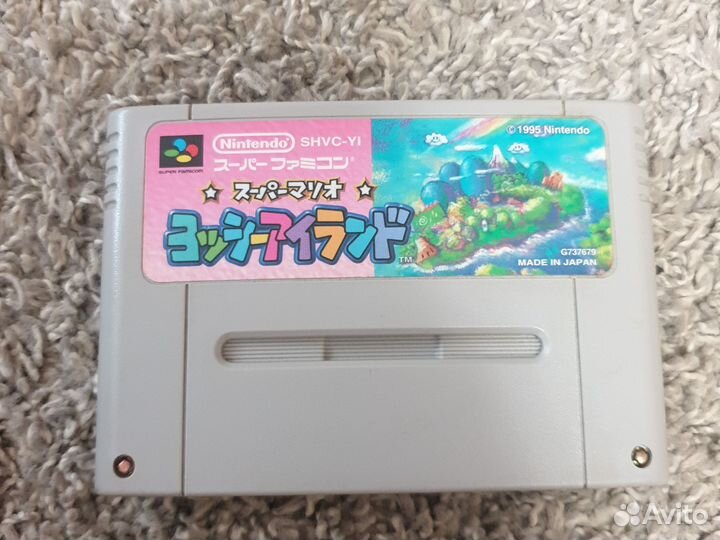 Nintendo SHVC-YI
スーパーファミコン
SUPER FAMICOM
スーパーマリオ
ヨッシーアイランド
TM
© 1995 Nintendo
G737679
MADE IN JAPAN
Avito